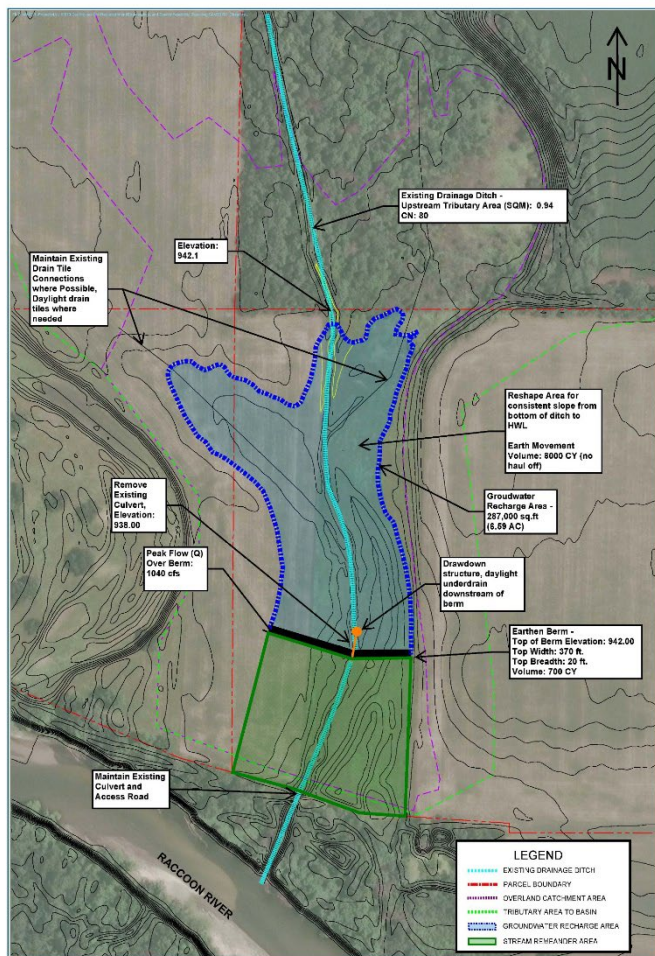 N
Existing Drainage Ditch -
Upstream Tributary Area (SQM): 0.94
CN: 80
Elevation:
942.1
Maintain Existing
Drain Tile
Connections
where Possible,
Daylight drain
tiles where
needed
Reshape Area for
consistent slope from
bottom of ditch to
HWL
Earth Movement
Volume: 8000 CY (no
haul off)
Remove
Existing
Culvert,
Elevation:
938.00
Groudwater
Recharge Area -
287,000 sq.ft
(6.59 AC)
Peak Flow (Q)
Over Berm:
1040 cfs
Drawdown
structure, daylight
underdrain
downstream of
berm
Earthen Berm -
Top of Berm Elevation: 942.00
Top Width: 370 ft.
Top Breadth: 20 ft.
Volume: 700 CY
Maintain Existing
Culvert and
Access Road
RACCOON RIVER
LEGEND
EXISTING DRAINAGE DITCH
PARCEL BOUNDARY
OVERLAND CATCHMENT AREA
TRIBUTARY AREA TO BASIN
GROUNDWATER RECHARGE AREA
STREAM REMEANDER AREA